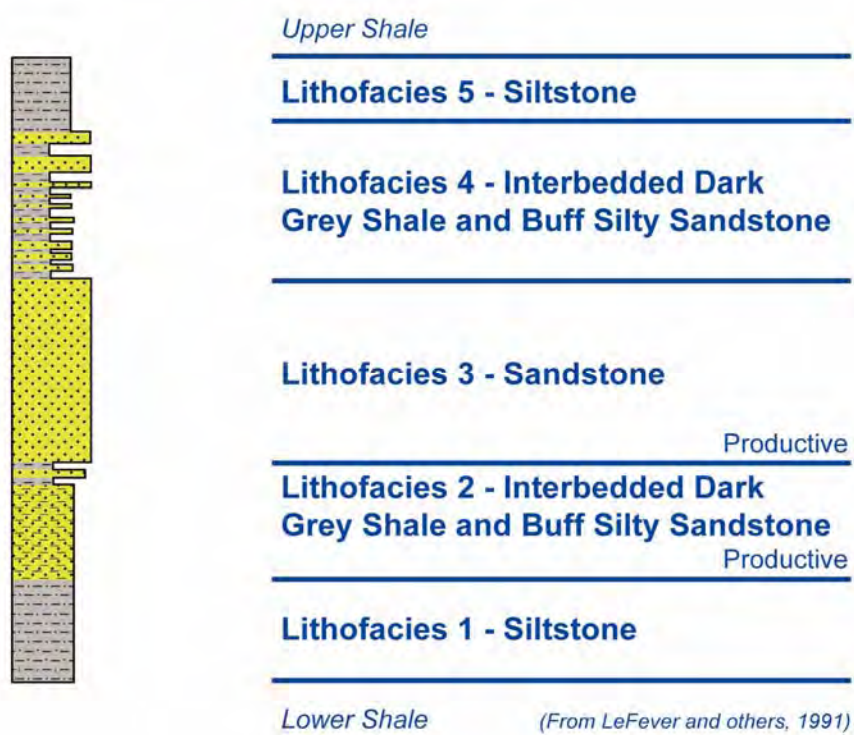 Upper Shale
Lithofacies 5 - Siltstone
Lithofacies 4 - Interbedded Dark
Grey Shale and Buff Silty Sandstone
Lithofacies 3 - Sandstone
Productive
Lithofacies 2 - Interbedded Dark
Grey Shale and Buff Silty Sandstone
Productive
Lithofacies 1 - Siltstone
Lower Shale (From LeFever and others, 1991)